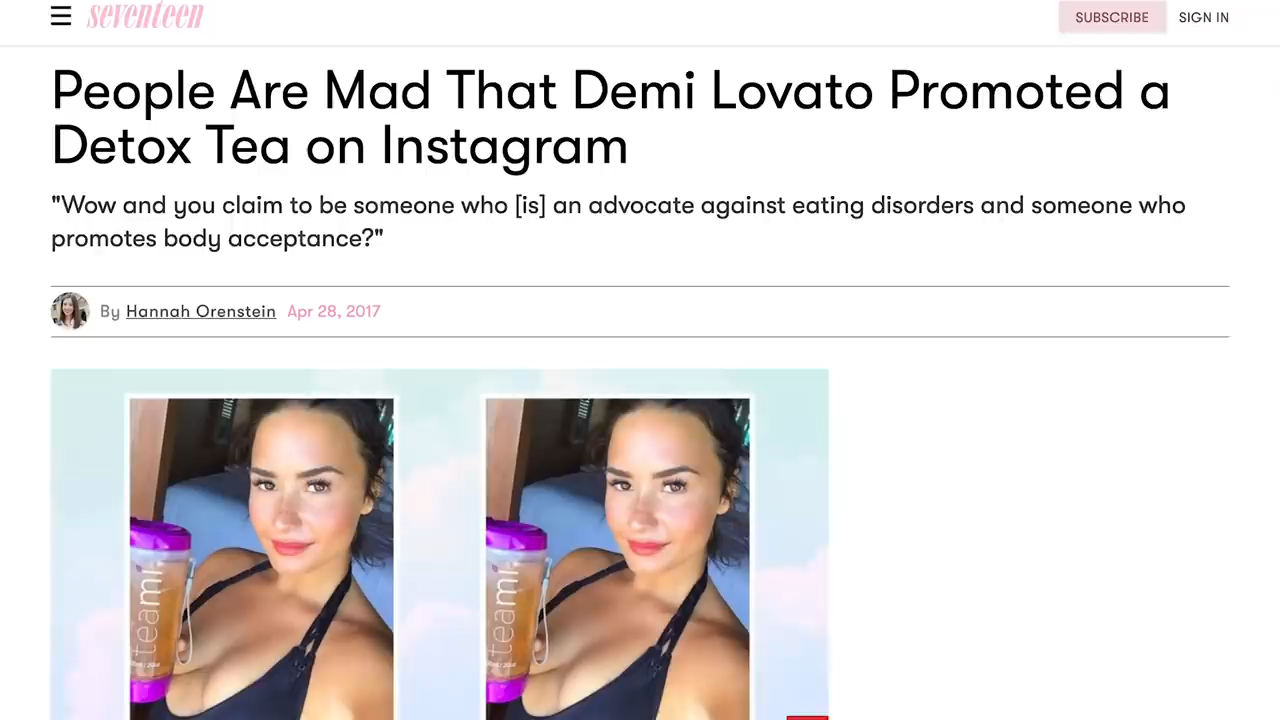 seventeen
SUBSCRIBE
SIGN IN
People Are Mad That Demi Lovato Promoted a
Detox Tea on Instagram
"Wow and you claim to be someone who [is] an advocate against eating disorders and someone who
promotes body acceptance?"
By Hannah Orenstein Apr 28, 2017
teami
teami